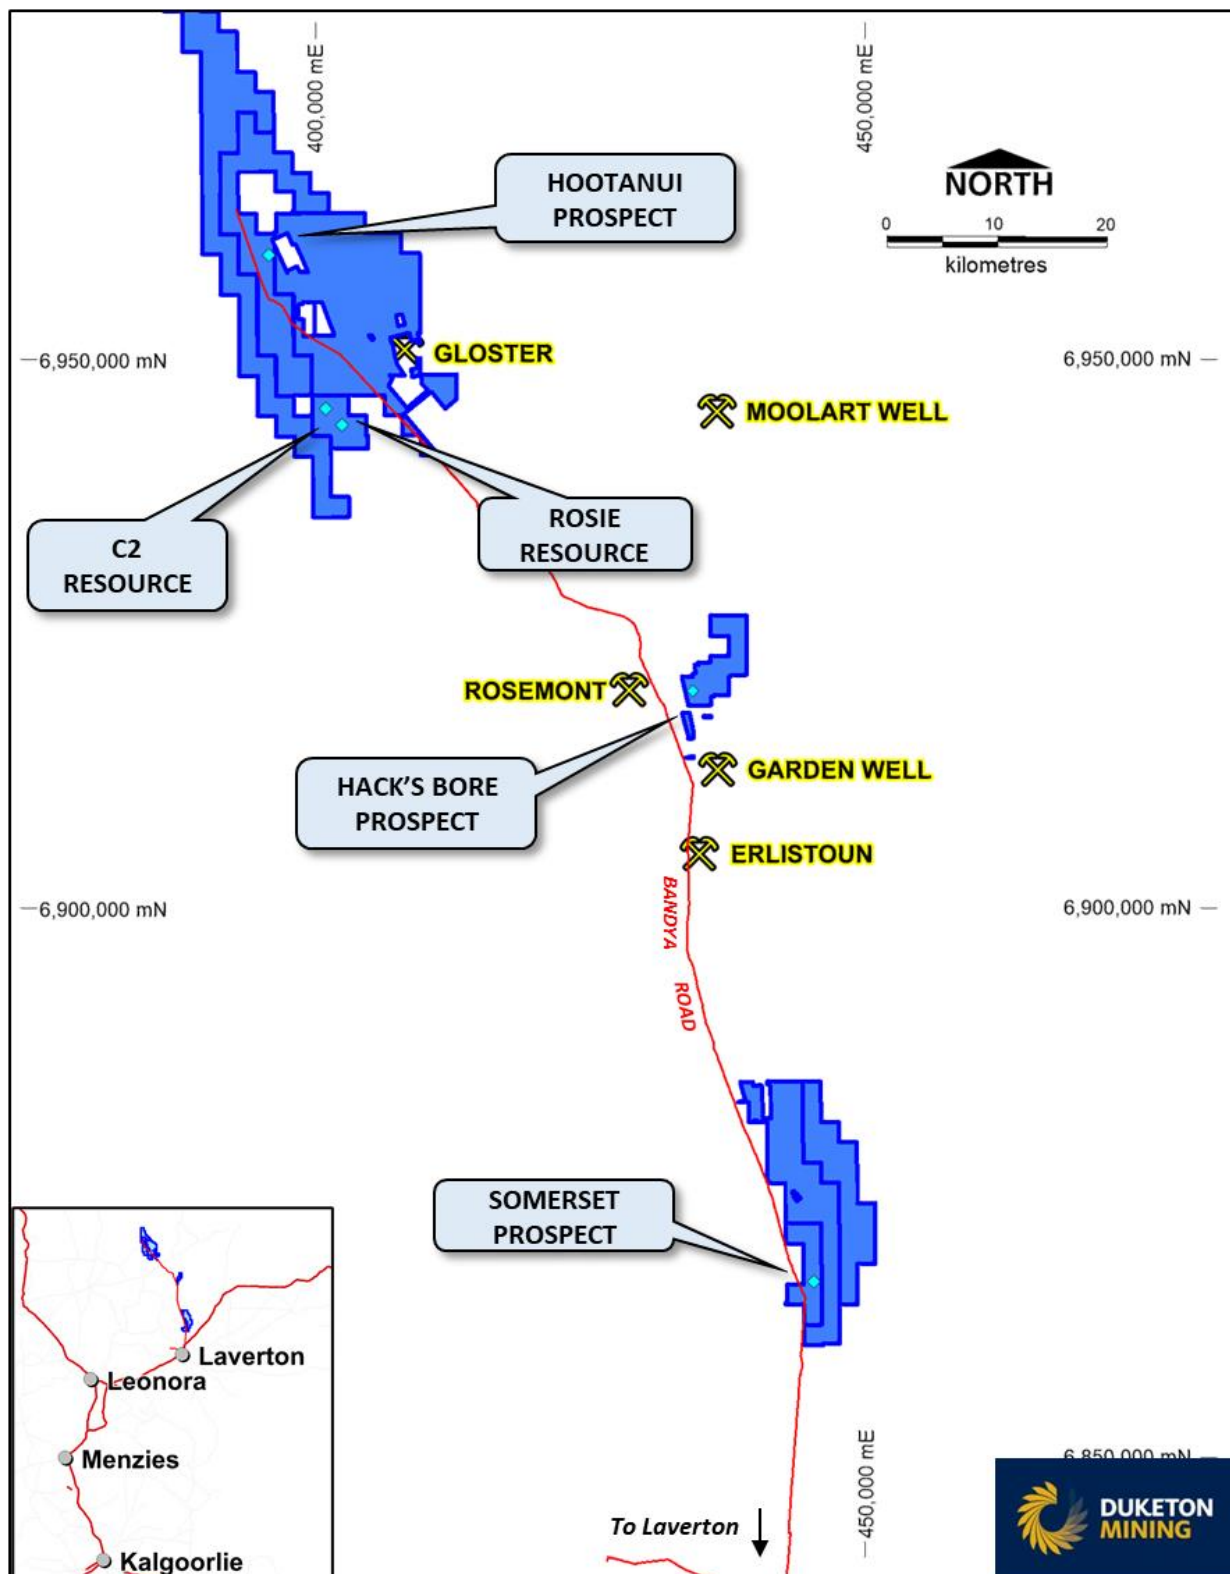 400,000 mE
450,000 mE
HOOTANUI
PROSPECT
NORTH
0
10
20
kilometres
6,950,000 mN
GLOSTER
6,950,000 mN
MOOLART WELL
C2
RESOURCE
ROSIE
RESOURCE
ROSEMONT
HACK'S BORE
PROSPECT
GARDEN WELL
ERLISTOUN
BANDYA
ROAD
6,900,000 mN
6,900,000 mN
SOMERSET
PROSPECT
Laverton
Leonora
Menzies
Kalgoorlie
450,000 mE
6,850,000 mN
To Laverton
DUKETON
MINING